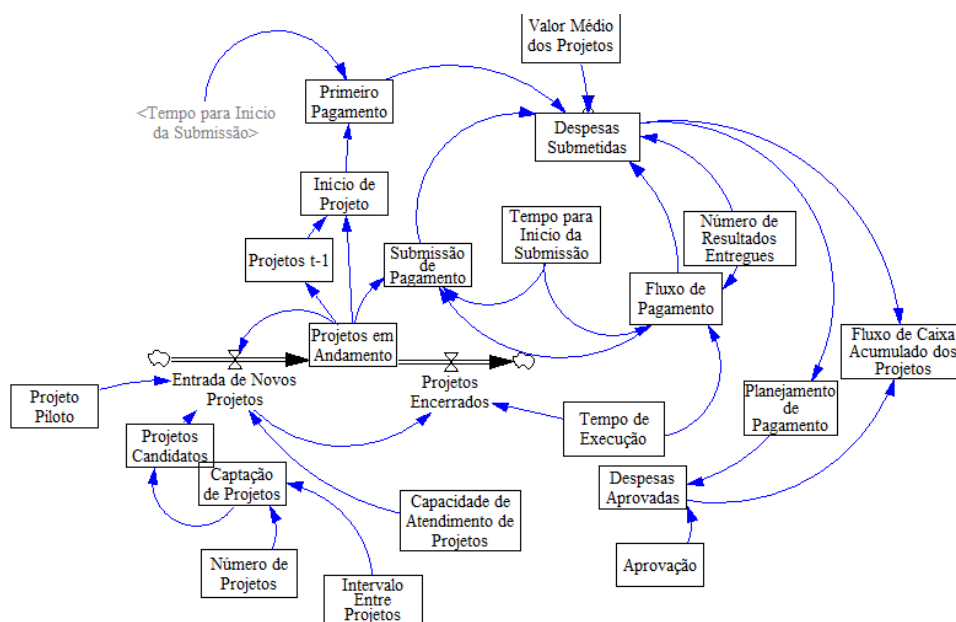 Valor Médio
dos Projetos
Primeiro
Pagamento
<Tempo para Inicio
da Submissão>
Despesas
Submetidas
Inicio de
Projeto
Tempo para
Inicio da
Submissão
Número de
Resultados
Entregues
Projetos t-1
Submissão
de
Pagamento
Fluxo de
Pagamento
Projetos em
Andamento
Fluxo de Caixa
Acumulado dos
Projetos
Entrada de Novos
Projetos
Projetos
Encerrados
Projeto
Piloto
Planejamento
de
Pagamento
Tempo de
Execução
Projetos
Candidatos
Captação
de Projetos
Despesas
Aprovadas
Capacidade de
Atendimento de
Projetos
Número de
Projetos
Intervalo
Entre
Projetos
Aprovação